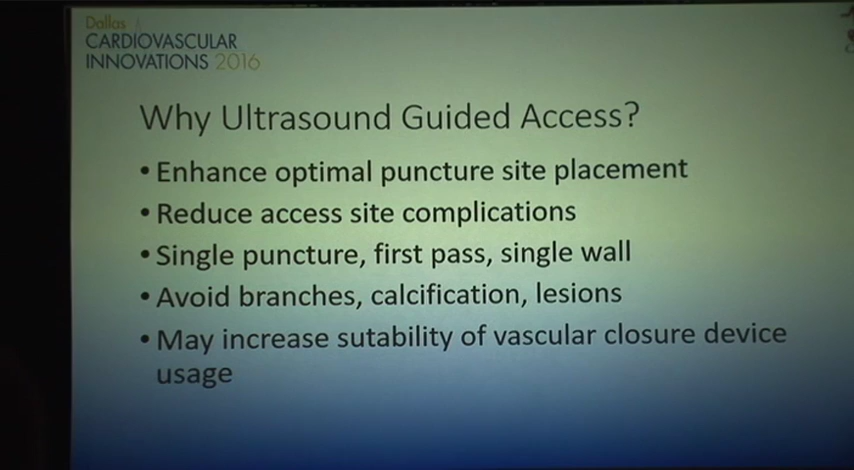 Dallas
CARDIOVASCULAR
INNOVATIONS 2016
Why Ultrasound Guided Access?
• Enhance optimal puncture site placement
• Reduce access site complications
• Single puncture, first pass, single wall
• Avoid branches, calcification, lesions
• May increase sutability of vascular closure device
usage